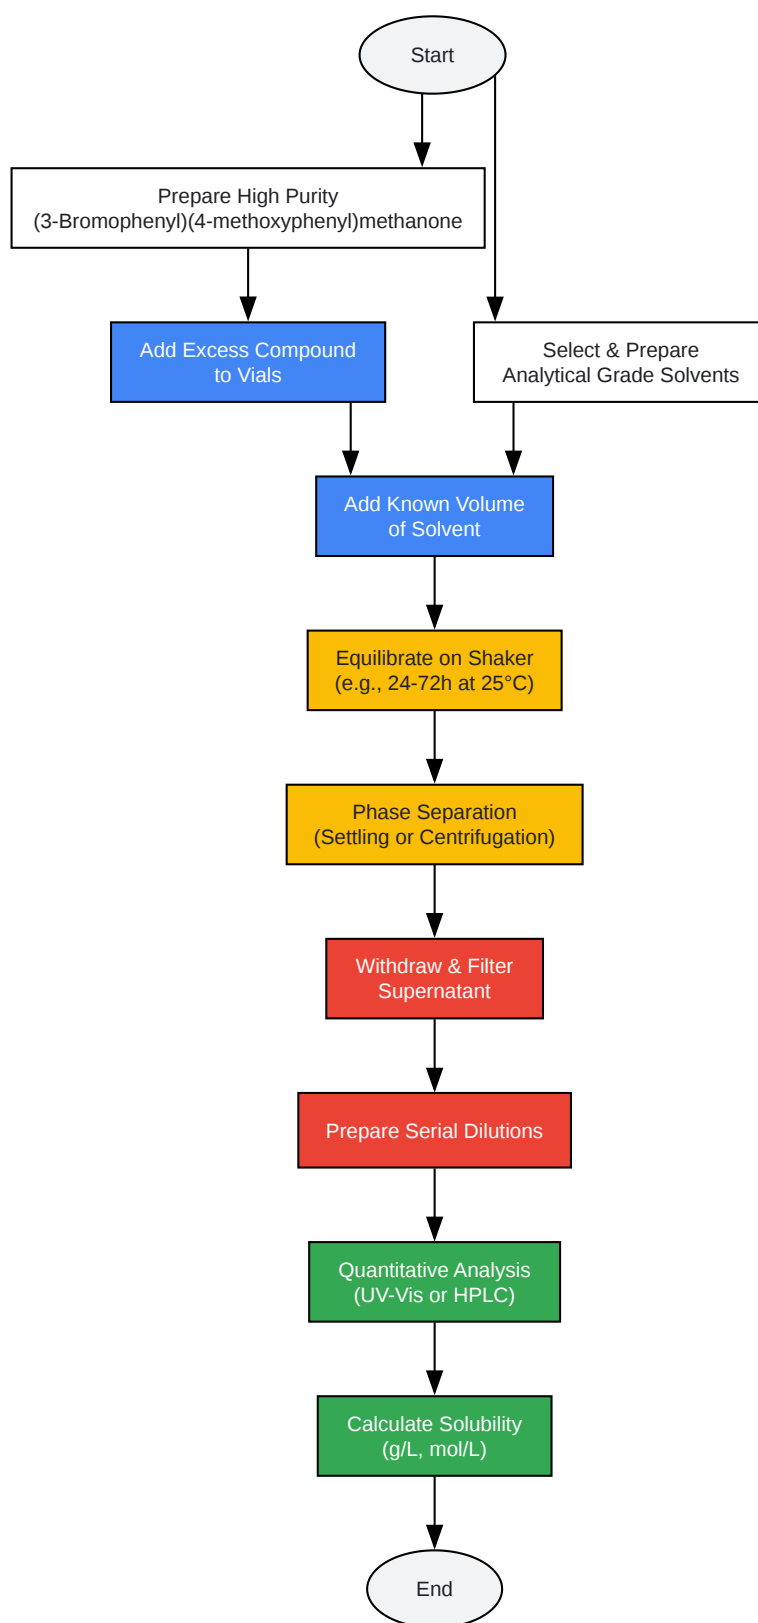 Start
Prepare High Purity
(3-Bromophenyl)(4-methoxyphenyl)methanone
Add Excess Compound
to Vials
Select & Prepare
Analytical Grade Solvents
Add Known Volume
of Solvent
Equilibrate on Shaker
(e.g., 24-72h at 25°C)
Phase Separation
(Settling or Centrifugation)
Withdraw & Filter
Supernatant
Prepare Serial Dilutions
Quantitative Analysis
(UV-Vis or HPLC)
Calculate Solubility
(g/L, mol/L)
End